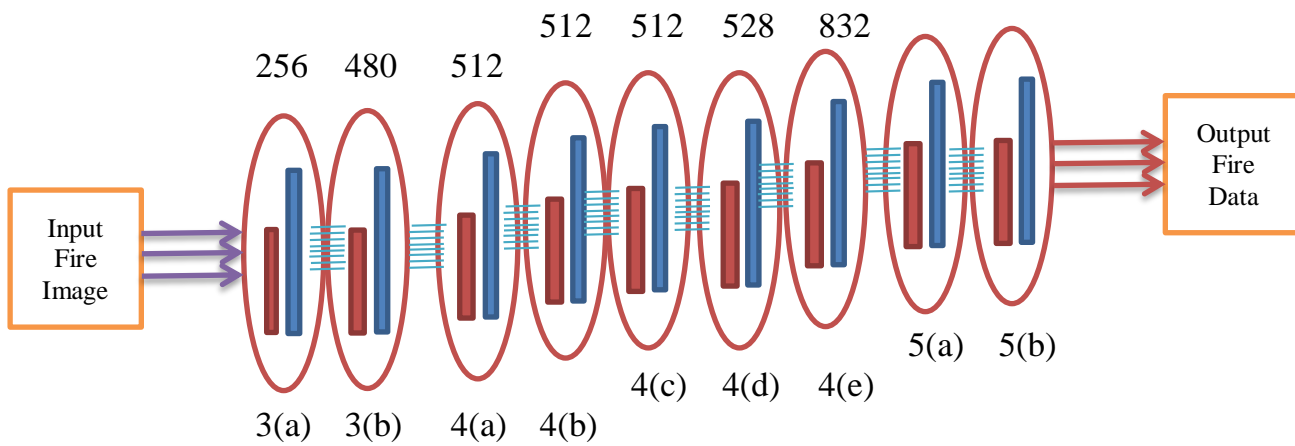 512 512 528 832
256 480 512
Input
Fire
Image
Output
Fire
Data
5(a) 5(b)
4(c) 4(d) 4(e)
3(a) 3(b) 4(a) 4(b)